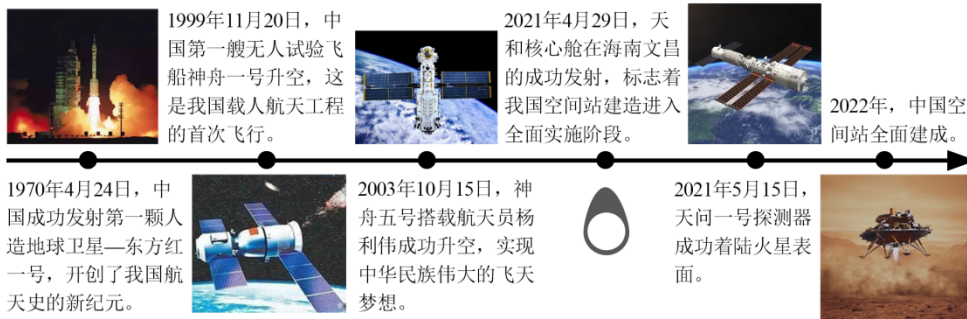 1999年11月20日，中
国第一艘无人试验飞
船神舟一号升空，这
是我国载人航天工程
的首次飞行。
2021年4月29日，天
和核心舱在海南文昌
的成功发射，标志着
我国空间站建造进入
全面实施阶段。
2022年，中国空
间站全面建成。
1970年4月24日，中
国成功发射第一颗人
造地球卫星—东方红
一号，开创了我国航
天史的新纪元。
2003年10月15日，神
舟五号搭载航天员杨
利伟成功升空，实现
中华民族伟大的飞天
梦想。
2021年5月15日，
天问一号探测器
成功着陆火星表
面。